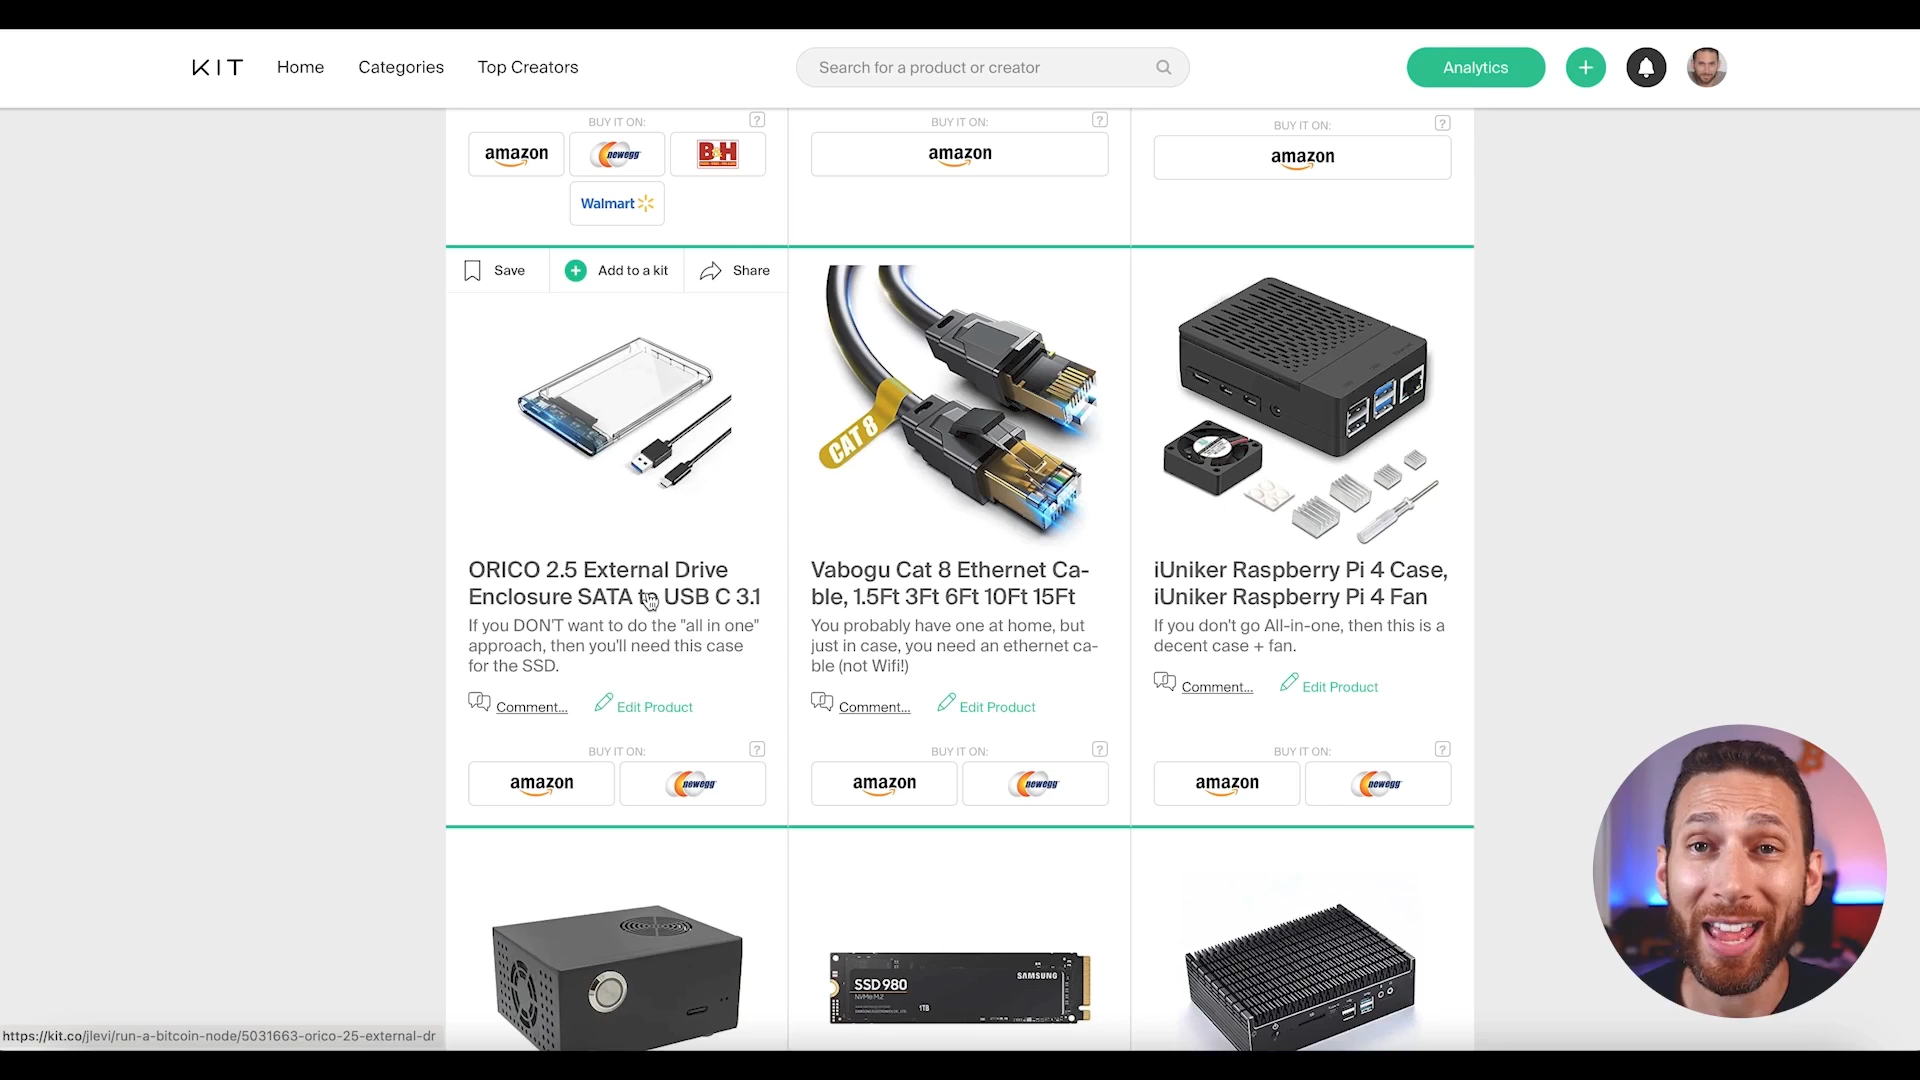 KIT
Home
Categories
Top Creators
Search for a product or creator
Analytics
BUY IT ON:
?
amazon
newegg
B&H
Walmart
BUY IT ON:
?
amazon
BUY IT ON:
?
amazon
Save
Add to a kit
Share
ORICO 2.5 External Drive
Enclosure SATA to USB C 3.1
If you DON'T want to do the "all in one"
approach, then you'll need this case
for the SSD.
Comment...
Edit Product
BUY IT ON:
?
amazon
newegg
CAT 8
Vabogu Cat 8 Ethernet Ca-
ble, 1.5Ft 3Ft 6Ft 10Ft 15Ft
You probably have one at home, but
just in case, you need an ethernet ca-
ble (not Wifi!)
Comment...
Edit Product
BUY IT ON:
?
amazon
newegg
iUniker Raspberry Pi 4 Case,
iUniker Raspberry Pi 4 Fan
If you don't go All-in-one, then this is a
decent case + fan.
Comment...
Edit Product
BUY IT ON:
?
amazon
newegg
SAMSUNG
SSD 980
NVMe M.2
1TB
https://kit.co/jlevi/run-a-bitcoin-node/5031663-orico-25-external-dr